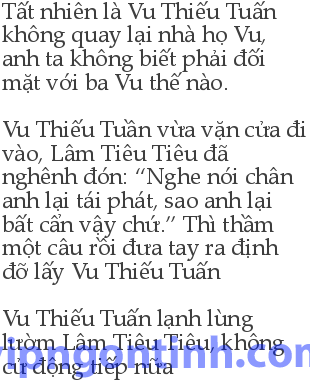 Tất nhiên là Vu Thiếu Tuấn
không quay lại nhà họ Vu,
anh ta không biết phải đối
mặt với ba Vu thế nào.
Vu Thiếu Tuần vừa vặn cửa đi
vào, Lâm Tiêu Tiêu đã
nghênh đón: “Nghe nói chân
anh lại tái phát, sao anh lại
bất cẩn vậy chứ.” Thì thầm
một câu rồi đưa tay ra định
đỡ lấy Vu Thiếu Tuấn
Vu Thiếu Tuấn lạnh lùng
lườm Lâm Tiêu Tiêu, không
cử động tiếp nữa
vipngontinh.com